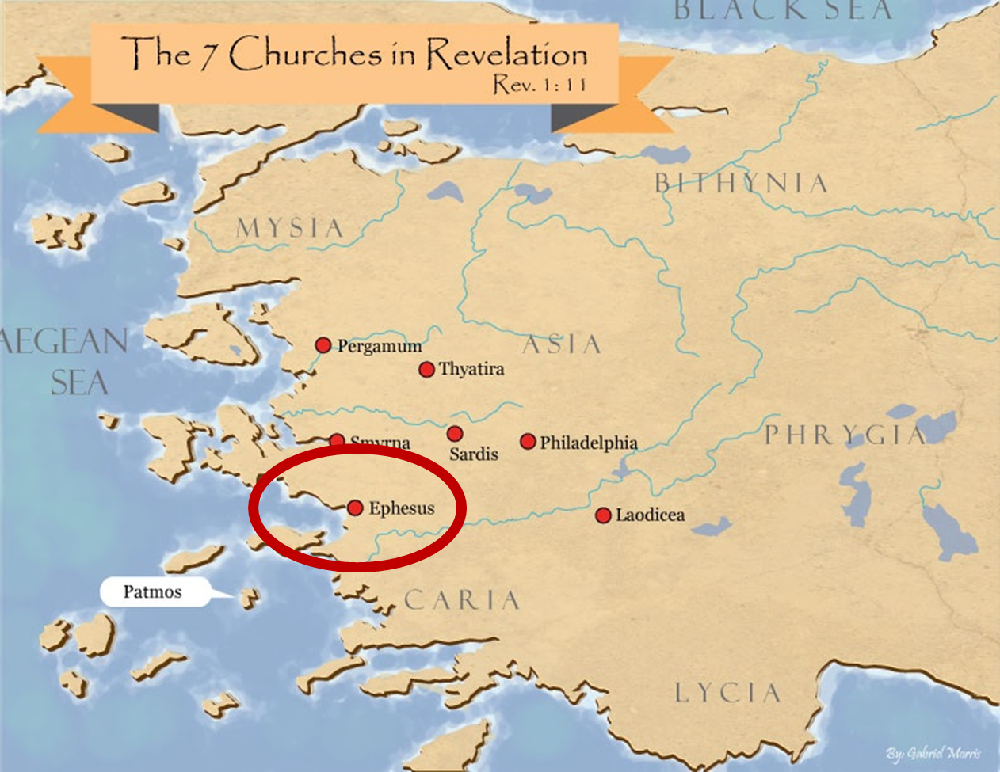 BLACK SEA
The 7 Churches in Revelation
Rev. 1:11
BITHYNIA
MYSIA
AEGEAN
SEA
ASIA
Pergamum
Thyatira
PHRYGIA
Smyrna
Sardis
Philadelphia
Ephesus
Laodicea
Patmos
CARIA
LYCIA
By: Gabriel Morris